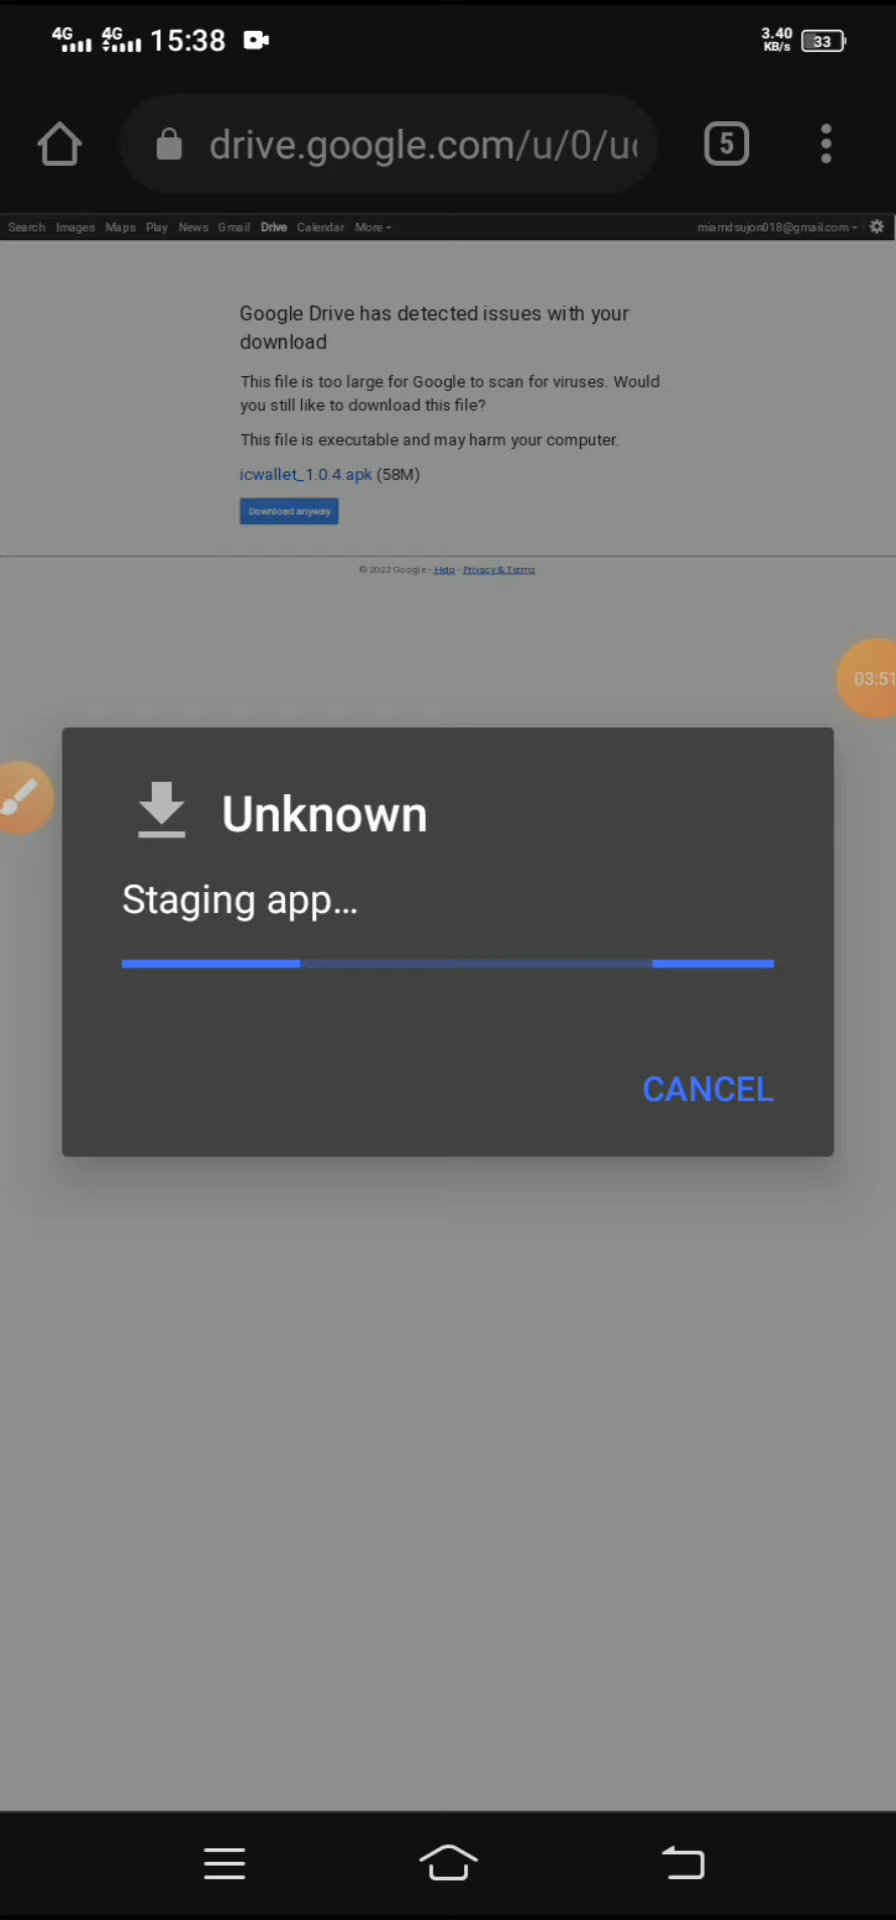 4G 4G 15:38 3.40 KB/s 33
drive.google.com/u/0/u
5
Search Images Maps Play News Gmail Drive Calendar More miamdsujon018@gmail.com
Google Drive has detected issues with your
download
This file is too large for Google to scan for viruses. Would
you still like to download this file?
This file is executable and may harm your computer.
icwallet_1.0.4.apk (58M)
Download anyway
© 2022 Google - Help - Privacy & Terms
03:51
Unknown
Staging app...
CANCEL